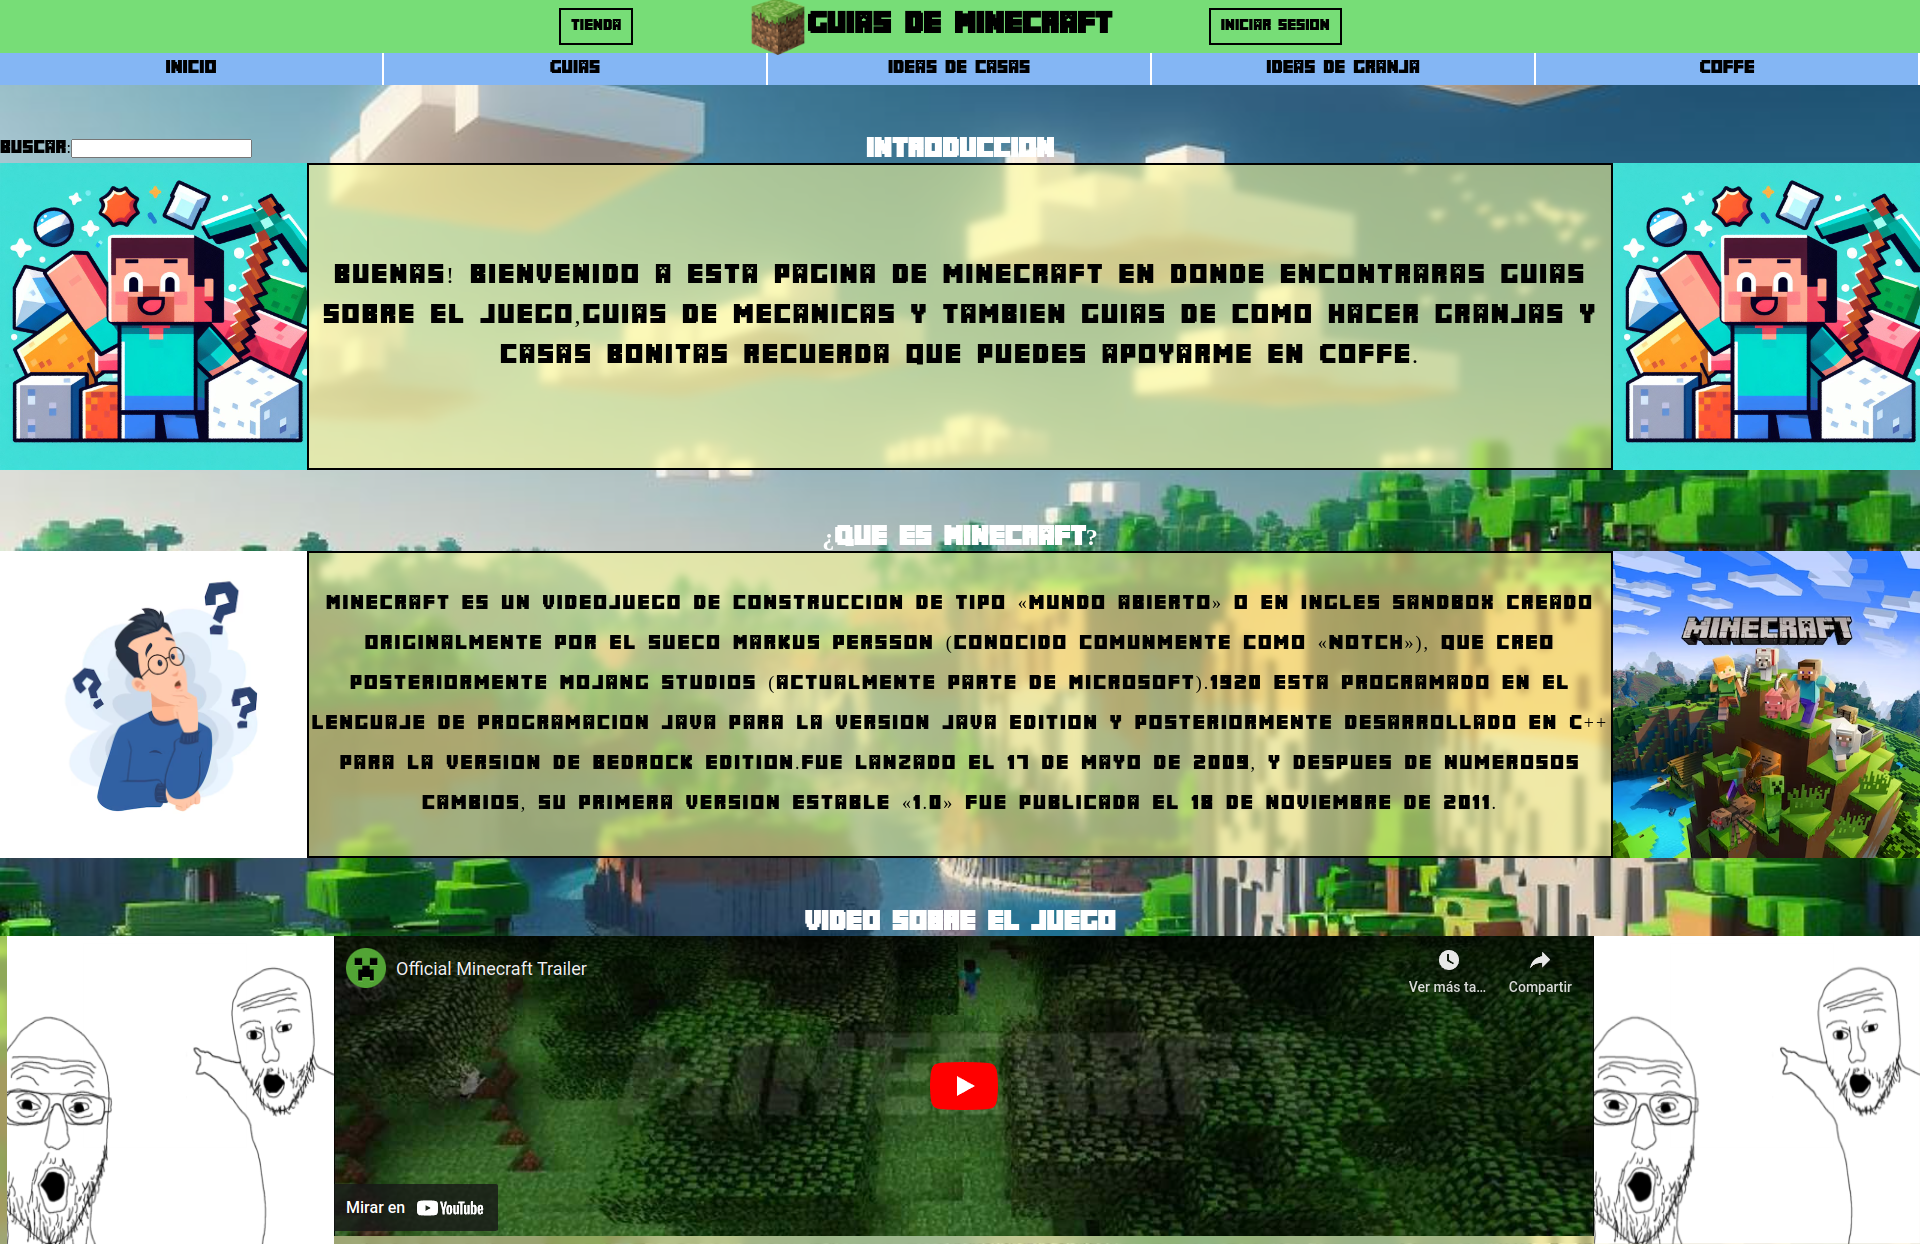 TIENDA
GUIAS DE MINECRAFT
INICIAR SESION
INICIO
GUIAS
IDEAS DE CASAS
IDEAS DE GRANJA
COFFE
BUSCAR:
INTRODUCCION
BUENAS! BIENVENIDO A ESTA PAGINA DE MINECRAFT EN DONDE ENCONTRARAS GUIAS
SOBRE EL JUEGO,GUIAS DE MECANICAS Y TAMBIEN GUIAS DE COMO HACER GRANJAS Y
CASAS BONITAS RECUERDA QUE PUEDES APOYARME EN COFFE.
¿QUE ES MINECRAFT?
MINECRAFT ES UN VIDEOJUEGO DE CONSTRUCCION DE TIPO «MUNDO ABIERTO» O EN INGLES SANDBOX CREADO
ORIGINALMENTE POR EL SUECO MARKUS PERSSON (CONOCIDO COMUNMENTE COMO «NOTCH»), QUE CREO
POSTERIORMENTE MOJANG STUDIOS (ACTUALMENTE PARTE DE MICROSOFT).1920 ESTA PROGRAMADO EN EL
LENGUAJE DE PROGRAMACION JAVA PARA LA VERSION JAVA EDITION Y POSTERIORMENTE DESARROLLADO EN C++
PARA LA VERSION DE BEDROCK EDITION.FUE LANZADO EL 17 DE MAYO DE 2009, Y DESPUES DE NUMEROSOS
CAMBIOS, SU PRIMERA VERSION ESTABLE «1.0» FUE PUBLICADA EL 18 DE NOVIEMBRE DE 2011.
MINECRAFT
VIDEO SOBRE EL JUEGO
Official Minecraft Trailer
Ver más ta...
Compartir
MINECRAFT
Mirar en YouTube